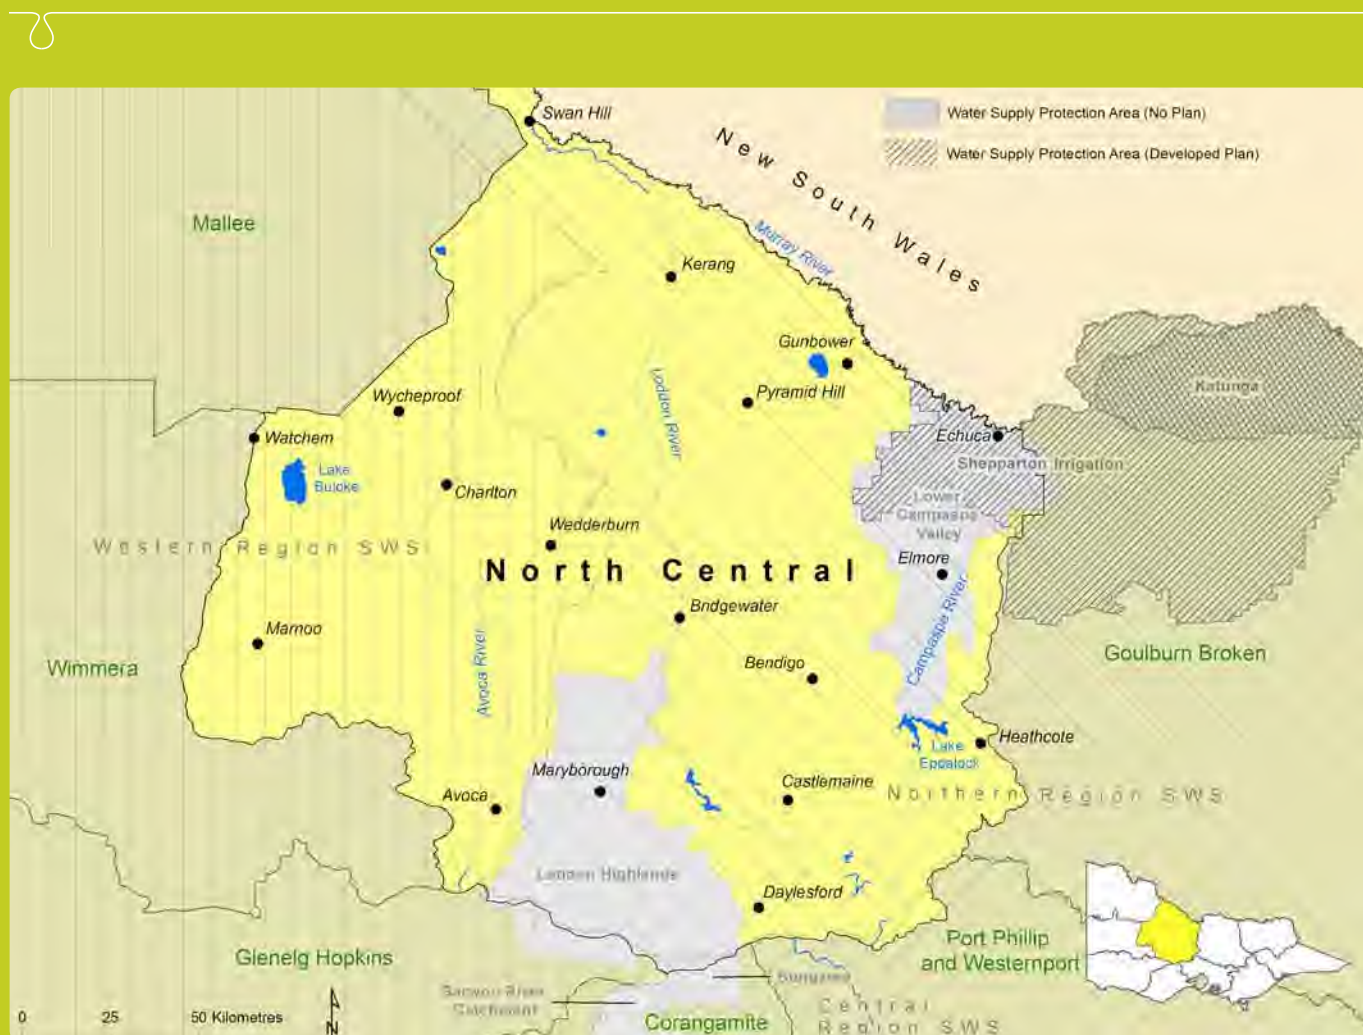 Swan Hill
Water Supply Protection Area (No Plan)
Water Supply Protection Area (Developed Plan)
New South Wales
Mallee
Murray River
Kerang
Gunbower
Katunga
Wycheproof
Loddon River
Pyramid Hill
Watchem
Echuca
Lake
Buloke
Shepparton Irrigation
Charlton
Lower
Campaspe
Valley
Wedderburn
Western Region SWS
North Central
Elmore
Bridgewater
Campaspe River
Marnoo
Avoca River
Goulburn Broken
Wimmera
Bendigo
Heathcote
Lake
Eppalock
Maryborough
Castlemaine
Avoca
Northern Region SWS
Loddon Highlands
Daylesford
Port Phillip
and Westernport
Glenelg Hopkins
Bungaree
Barwon River
Catchment
Central
Region SWS
Corangamite
0 25 50 Kilometres
N